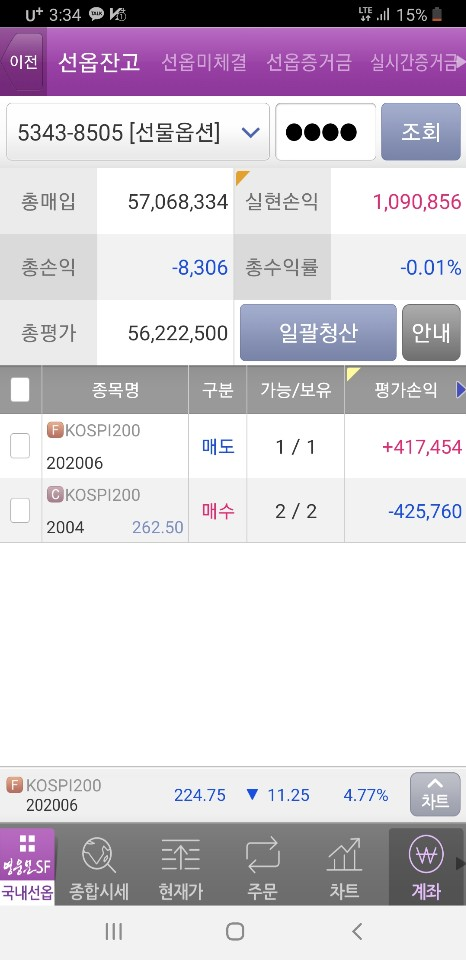 U+ 3:34 TALK LTE 15%
이전 선옵잔고 선옵미체결 선옵증거금 실시간증거금
5343-8505 [선물옵션] ●●●● 조회
총매입 57,068,334 실현손익 1,090,856
총손익 -8,306 총수익률 -0.01%
총평가 56,222,500 일괄청산 안내
종목명 구분 가능/보유 평가손익
F KOSPI200
202006 매도 1 / 1 +417,454
C KOSPI200
2004 262.50 매수 2 / 2 -425,760
F KOSPI200
202006 224.75 ▼ 11.25 4.77% 차트
영웅문SF
국내선옵 종합시세 현재가 주문 차트 계좌